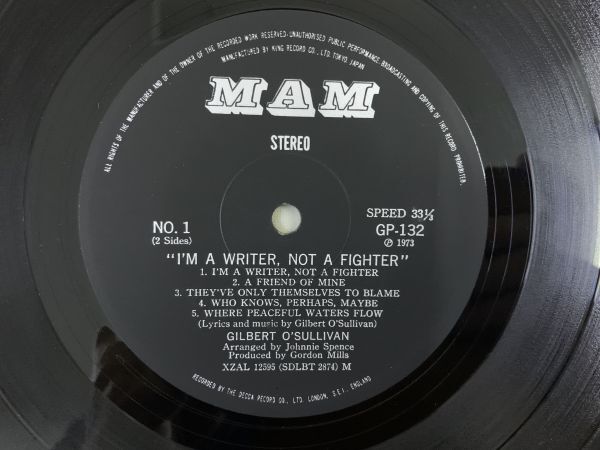 ALL RIGHTS OF THE MANUFACTURER AND OF THE OWNER OF THE RECORDED WORK RESERVED·UNAUTHORISED PUBLIC PERFORMANCE, BROADCASTING AND COPYING OF THIS RECORD PROHIBITED.
MANUFACTURED BY KING RECORD CO., LTD. TOKYO, JAPAN
MAM
STEREO
NO. 1
(2 Sides)
SPEED 33⅓
GP-132
℗ 1973
"I'M A WRITER, NOT A FIGHTER"
1. I'M A WRITER, NOT A FIGHTER
2. A FRIEND OF MINE
3. THEY'VE ONLY THEMSELVES TO BLAME
4. WHO KNOWS, PERHAPS, MAYBE
5. WHERE PEACEFUL WATERS FLOW
(Lyrics and music by Gilbert O'Sullivan)
GILBERT O'SULLIVAN
Arranged by Johnnie Spence
Produced by Gordon Mills
XZAL 12595 (SDLBT 2874) M
RECORDED BY THE DECCA RECORD CO., LTD. LONDON, S.E.I., ENGLAND